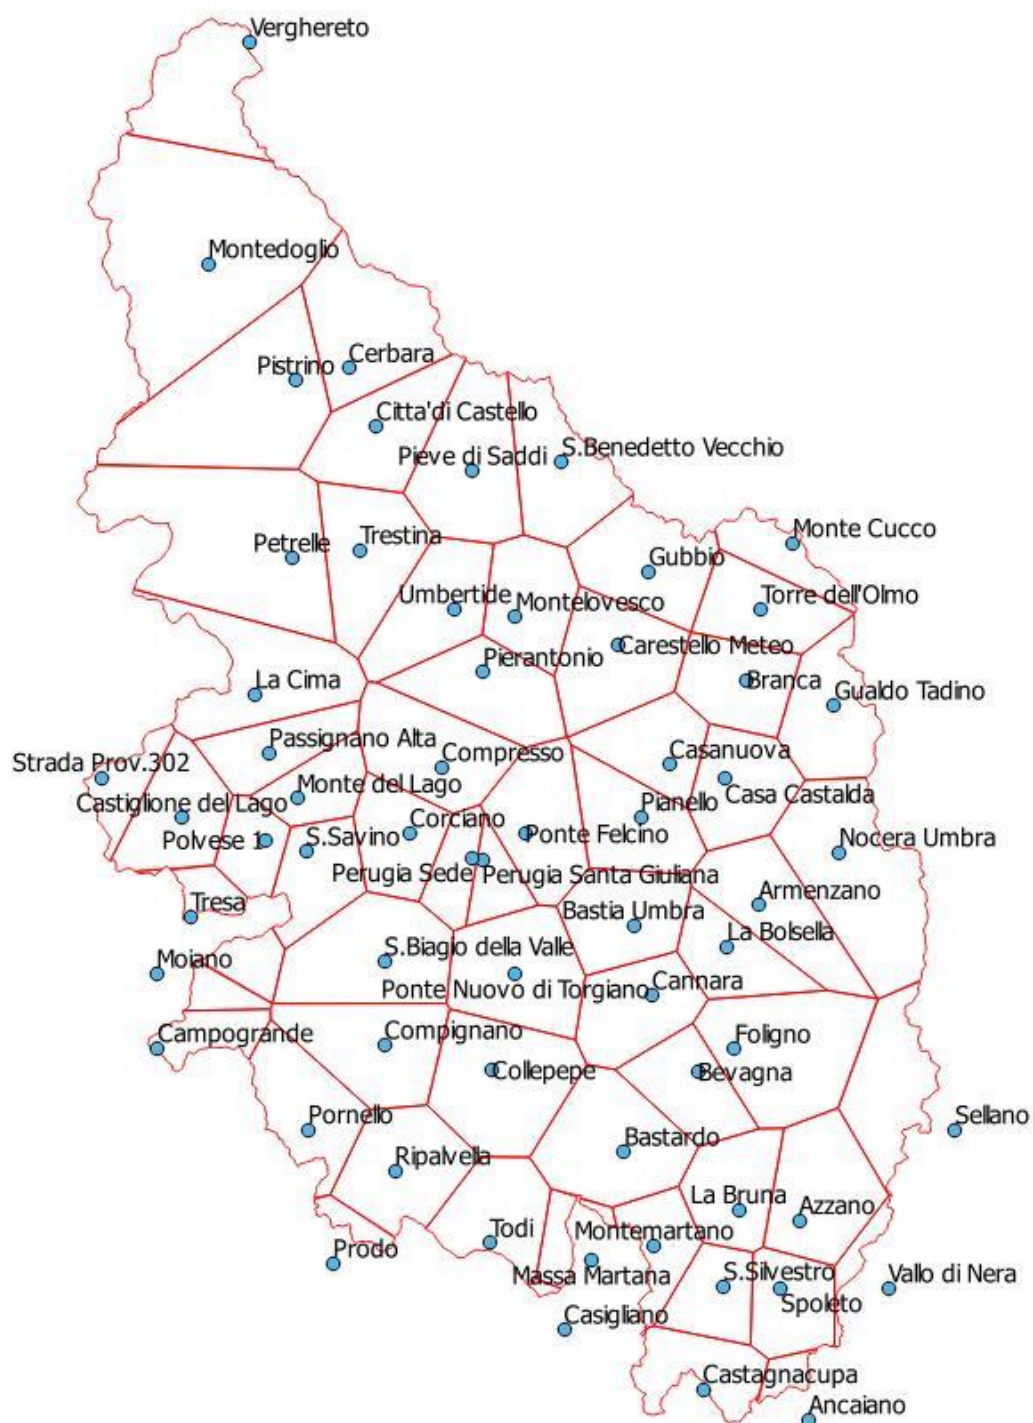 Verghereto
Montedoglio
Cerbara
Pistrino
Citta'di Castello
S.Benedetto Vecchio
Pieve di Saddi
Monte Cucco
Trestina
Petrelle
Gubbio
Umbertide
Montelovesco
Torre dell'Olmo
Carestello Meteo
Pierantonio
Branca
La Cima
Gualdo Tadino
Passignano Alta
Compresso
Casanuova
Strada Prov.302
Monte del Lago
Casa Castalda
Castiglione del Lago
Corciano
Pianello
Polvese 1
S.Savino
Ponte Felcino
Nocera Umbra
Perugia Sede
Perugia Santa Giuliana
Armenzano
Tresa
Bastia Umbra
La Bolsella
Moiano
S.Biagio della Valle
Ponte Nuovo di Torgiano
Cannara
Campogrande
Compignano
Foligno
Collepepe
Bevagna
Pornello
Sellano
Bastardo
Ripalvella
La Bruna
Azzano
Todi
Montemartano
Prodo
Massa Martana
S.Silvestro
Vallo di Nera
Spoleto
Casigliano
Castagnacupa
Ancaiano